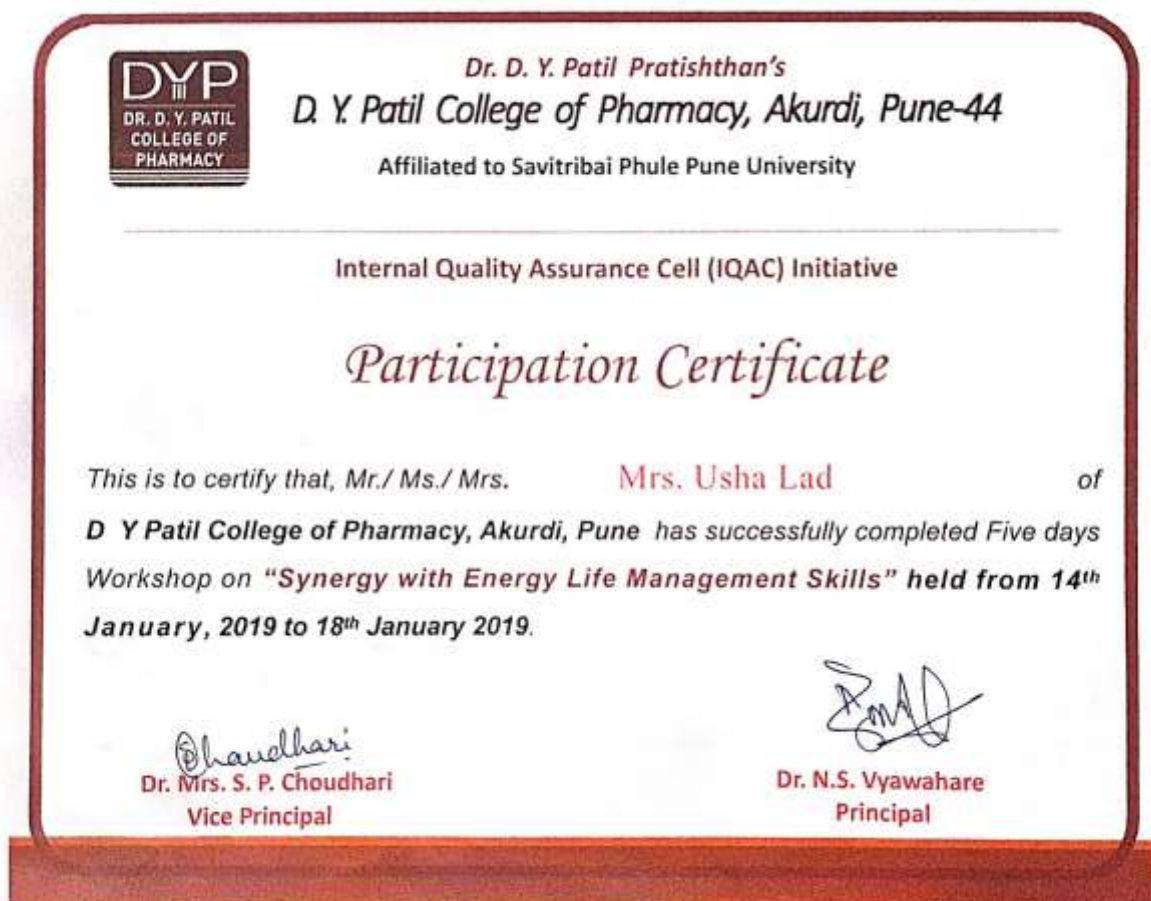 DYP
DR. D. Y. PATIL
COLLEGE OF
PHARMACY
Dr. D. Y. Patil Pratishthan's
D. Y. Patil College of Pharmacy, Akurdi, Pune-44
Affiliated to Savitribai Phule Pune University
Internal Quality Assurance Cell (IQAC) Initiative
Participation Certificate
This is to certify that, Mr./ Ms./ Mrs. Mrs. Usha Lad of
D Y Patil College of Pharmacy, Akurdi, Pune has successfully completed Five days
Workshop on “Synergy with Energy Life Management Skills” held from 14th
January, 2019 to 18th January 2019.
Chaudhari
Dr. Mrs. S. P. Choudhari
Vice Principal
Dr. N.S. Vyawahare
Principal